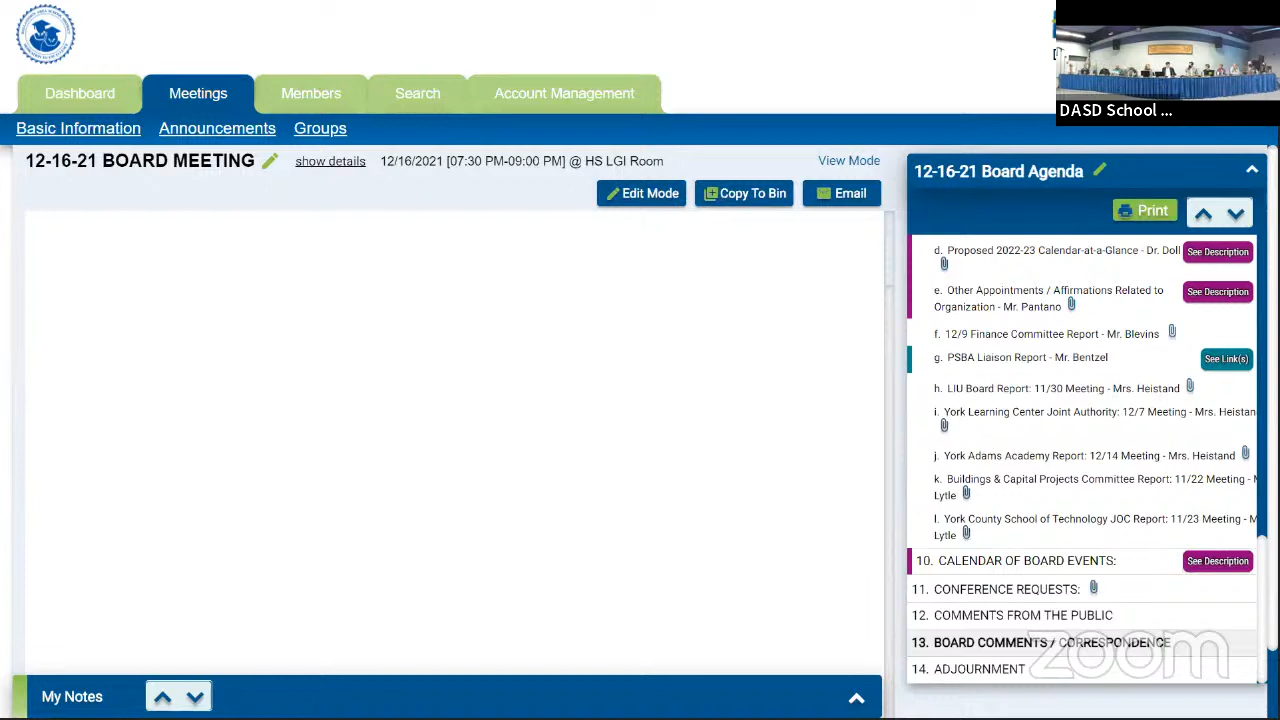 Dashboard
Meetings
Members
Search
Account Management
DASD School ...
Basic Information
Announcements
Groups
12-16-21 BOARD MEETING
show details
12/16/2021 [07:30 PM-09:00 PM] @ HS LGI Room
View Mode
Edit Mode
Copy To Bin
Email
12-16-21 Board Agenda
Print
d. Proposed 2022-23 Calendar-at-a-Glance - Dr. Doll
See Description
e. Other Appointments / Affirmations Related to
Organization - Mr. Pantano
See Description
f. 12/9 Finance Committee Report - Mr. Blevins
g. PSBA Liaison Report - Mr. Bentzel
See Link(s)
h. LIU Board Report: 11/30 Meeting - Mrs. Heistand
i. York Learning Center Joint Authority: 12/7 Meeting - Mrs. Heistan
j. York Adams Academy Report: 12/14 Meeting - Mrs. Heistand
k. Buildings & Capital Projects Committee Report: 11/22 Meeting -
Lytle
l. York County School of Technology JOC Report: 11/23 Meeting -
Lytle
10. CALENDAR OF BOARD EVENTS:
See Description
11. CONFERENCE REQUESTS:
12. COMMENTS FROM THE PUBLIC
13. BOARD COMMENTS / CORRESPONDENCE
14. ADJOURNMENT
zoom
My Notes